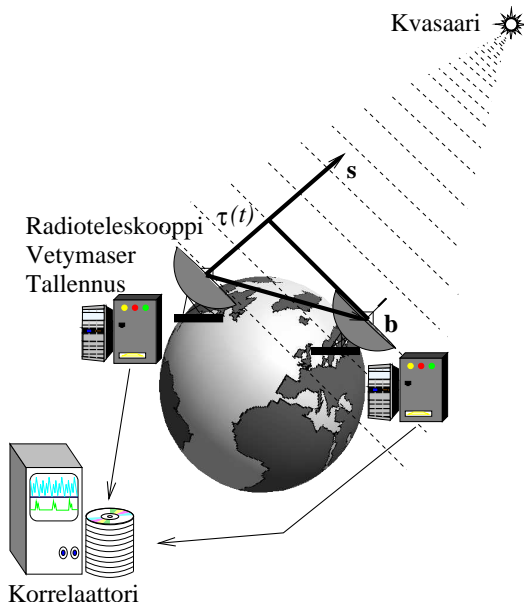 Kvasaari
s
τ(t)
Radioteleskooppi
Vetymaser
Tallennus
b
Korrelaattori